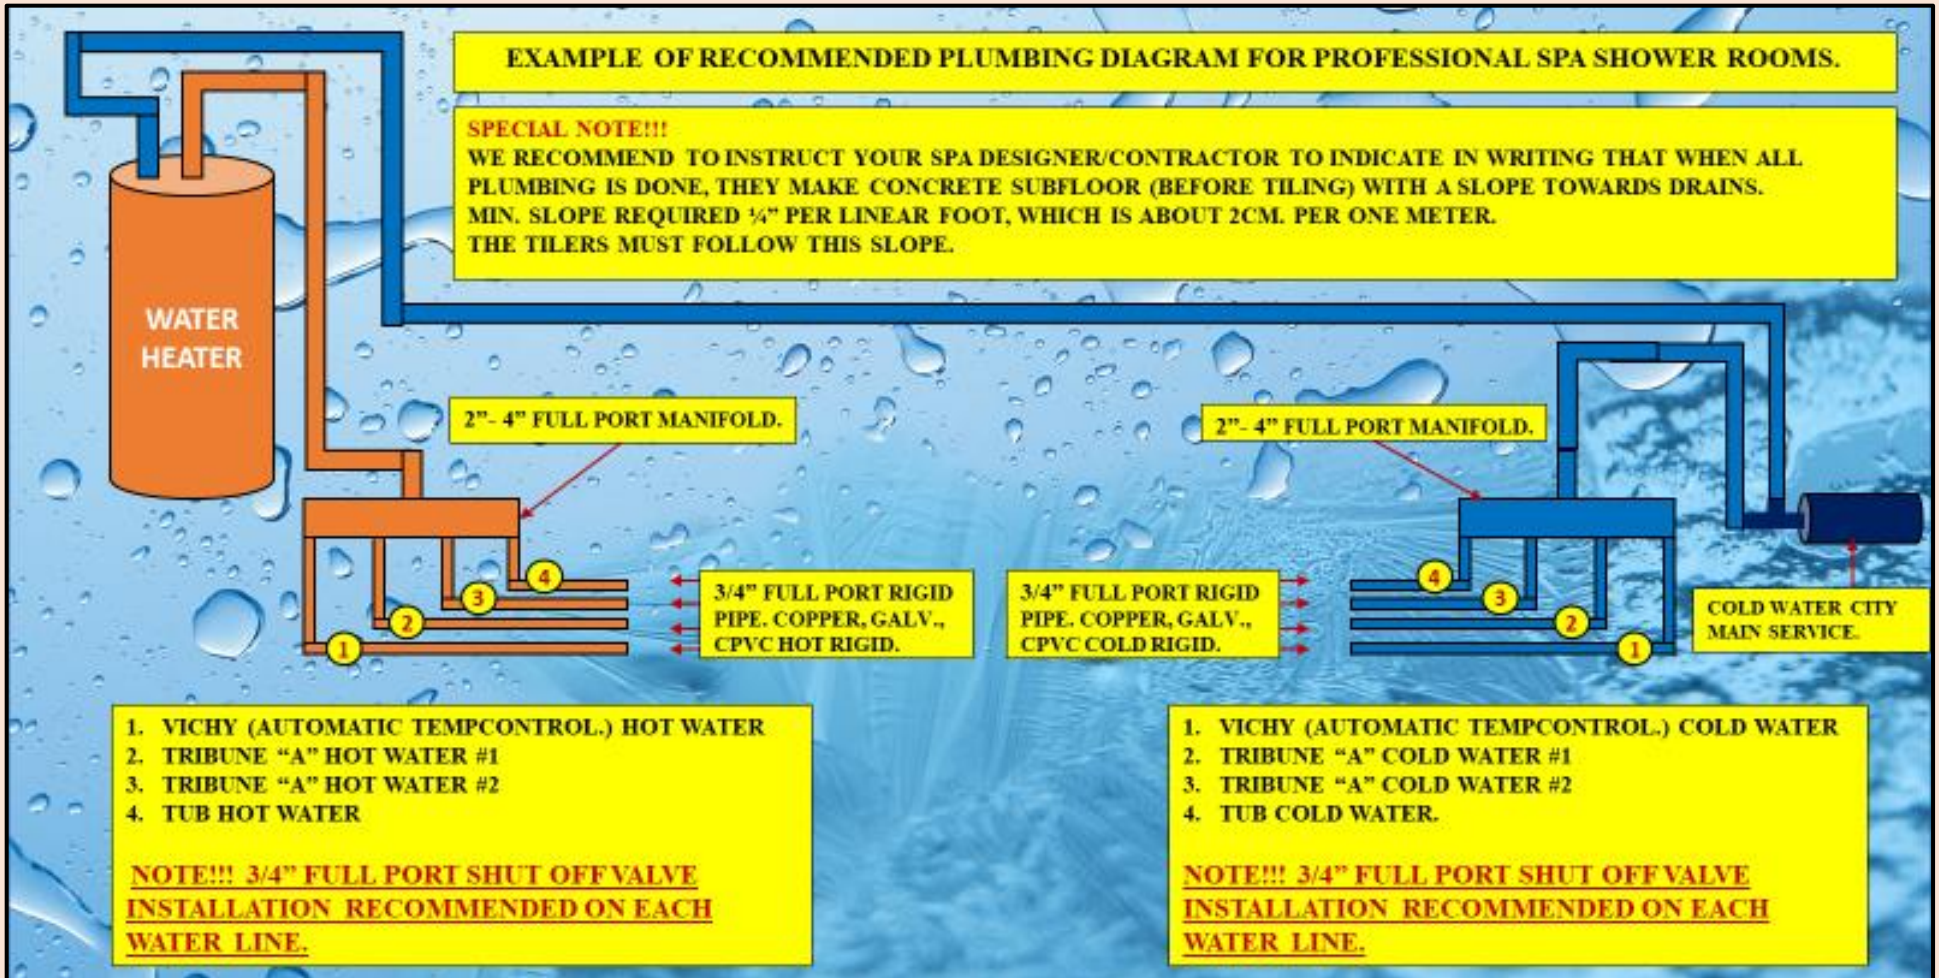 EXAMPLE OF RECOMMENDED PLUMBING DIAGRAM FOR PROFESSIONAL SPA SHOWER ROOMS.
SPECIAL NOTE!!!
WE RECOMMEND TO INSTRUCT YOUR SPA DESIGNER/CONTRACTOR TO INDICATE IN WRITING THAT WHEN ALL
PLUMBING IS DONE, THEY MAKE CONCRETE SUBFLOOR (BEFORE TILING) WITH A SLOPE TOWARDS DRAINS.
MIN. SLOPE REQUIRED ¼” PER LINEAR FOOT, WHICH IS ABOUT 2CM. PER ONE METER.
THE TILERS MUST FOLLOW THIS SLOPE.
WATER
HEATER
2”- 4” FULL PORT MANIFOLD.
2”- 4” FULL PORT MANIFOLD.
4
3
2
1
3/4” FULL PORT RIGID
PIPE. COPPER, GALV.,
CPVC HOT RIGID.
3/4” FULL PORT RIGID
PIPE. COPPER, GALV.,
CPVC COLD RIGID.
4
3
2
1
COLD WATER CITY
MAIN SERVICE.
1. VICHY (AUTOMATIC TEMPCONTROL.) HOT WATER
2. TRIBUNE “A” HOT WATER #1
3. TRIBUNE “A” HOT WATER #2
4. TUB HOT WATER
NOTE!!! 3/4” FULL PORT SHUT OFF VALVE
INSTALLATION RECOMMENDED ON EACH
WATER LINE.
1. VICHY (AUTOMATIC TEMPCONTROL.) COLD WATER
2. TRIBUNE “A” COLD WATER #1
3. TRIBUNE “A” COLD WATER #2
4. TUB COLD WATER.
NOTE!!! 3/4” FULL PORT SHUT OFF VALVE
INSTALLATION RECOMMENDED ON EACH
WATER LINE.